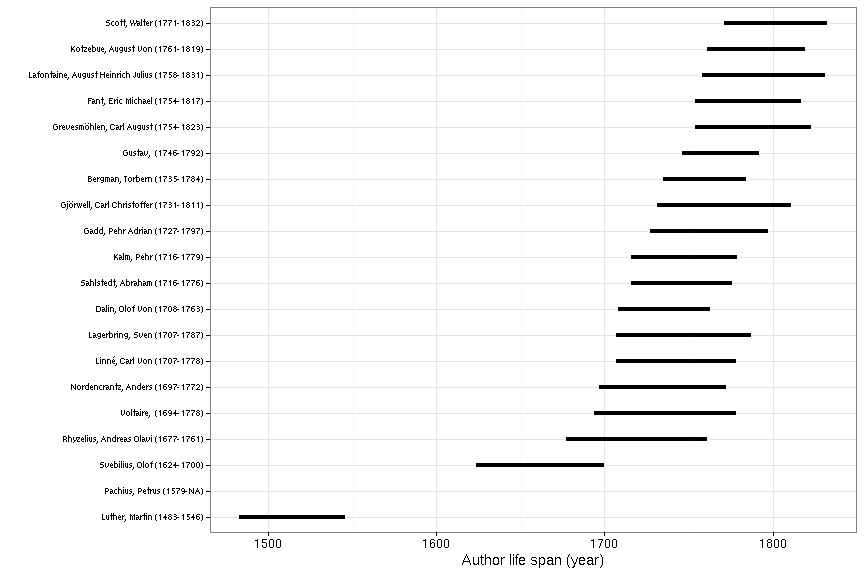 Scott, Walter (1771-1832)
Kotzebue, August Von (1761-1819)
Lafontaine, August Heinrich Julius (1758-1831)
Fant, Eric Michael (1754-1817)
Grevesmöhlen, Carl August (1754-1823)
Gustav, (1746-1792)
Bergman, Torbern (1735-1784)
Gjörwell, Carl Christoffer (1731-1811)
Gadd, Pehr Adrian (1727-1797)
Kalm, Pehr (1716-1779)
Sahlstedt, Abraham (1716-1776)
Dalin, Olof Von (1708-1763)
Lagerbring, Sven (1707-1787)
Linné, Carl Von (1707-1778)
Nordencrantz, Anders (1697-1772)
Voltaire, (1694-1778)
Rhyzelius, Andreas Olavi (1677-1761)
Svebilius, Olof (1624-1700)
Pachius, Petrus (1579-NA)
Luther, Martin (1483-1546)
1500 1600 1700 1800
Author life span (year)